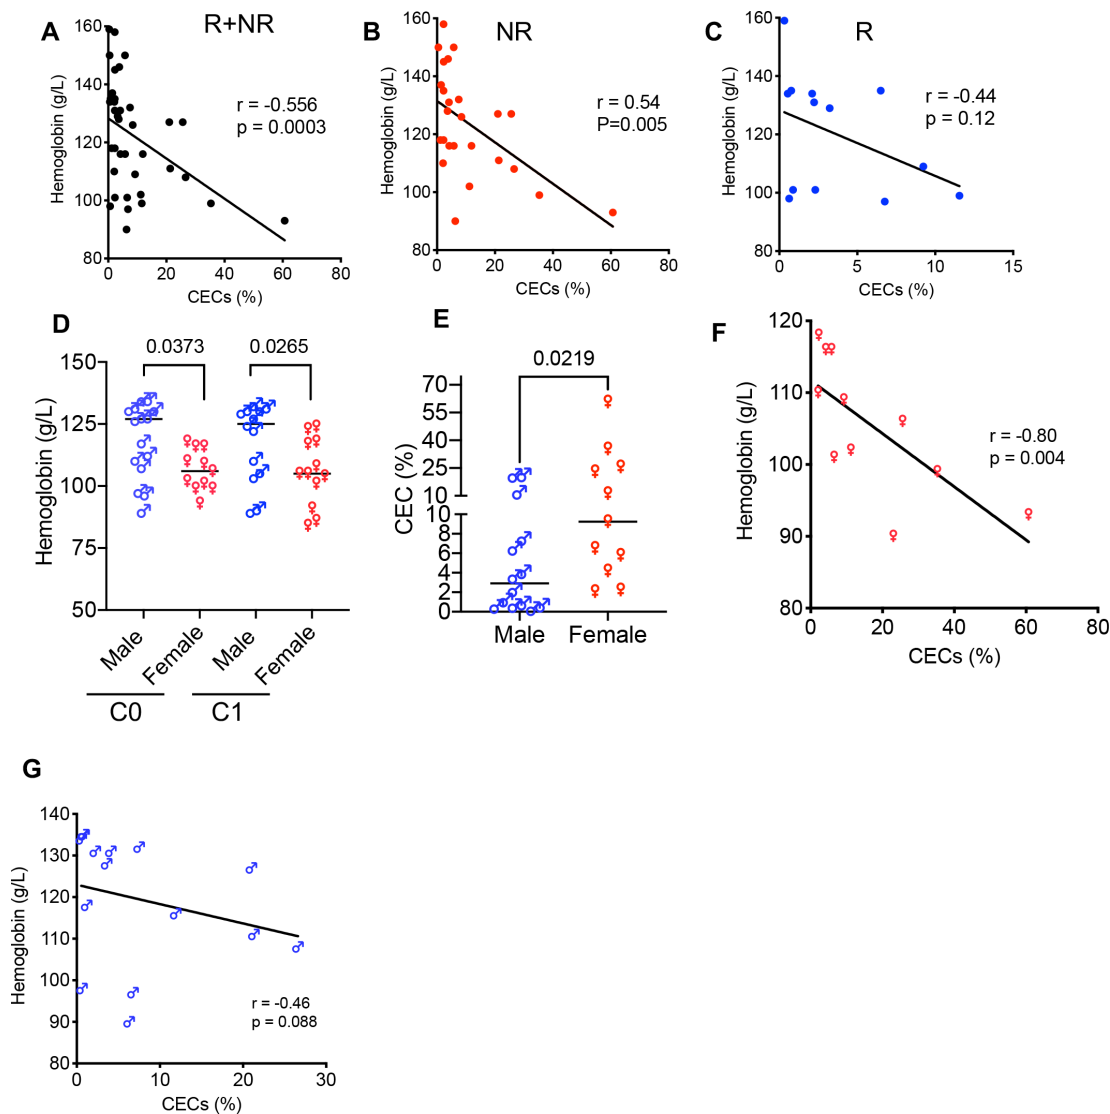 A
R+NR
160
140
120
100
80
0
20
40
60
80
Hemoglobin (g/L)
CECs (%)
r = -0.556
p = 0.0003
B
NR
160
140
120
100
80
0
20
40
60
80
Hemoglobin (g/L)
CECs (%)
r = 0.54
P=0.005
C
R
160
140
120
100
80
0
5
10
15
Hemoglobin (g/L)
CECs (%)
r = -0.44
p = 0.12
D
0.0373
0.0265
150
125
100
75
50
Hemoglobin (g/L)
Male
Female
Male
Female
C0
C1
E
0.0219
70
55
40
25
10
10
8
6
4
2
0
CEC (%)
Male
Female
F
120
110
100
90
80
0
20
40
60
80
Hemoglobin (g/L)
CECs (%)
r = -0.80
p = 0.004
G
140
130
120
110
100
90
80
0
10
20
30
Hemoglobin (g/L)
CECs (%)
r = -0.46
p = 0.088